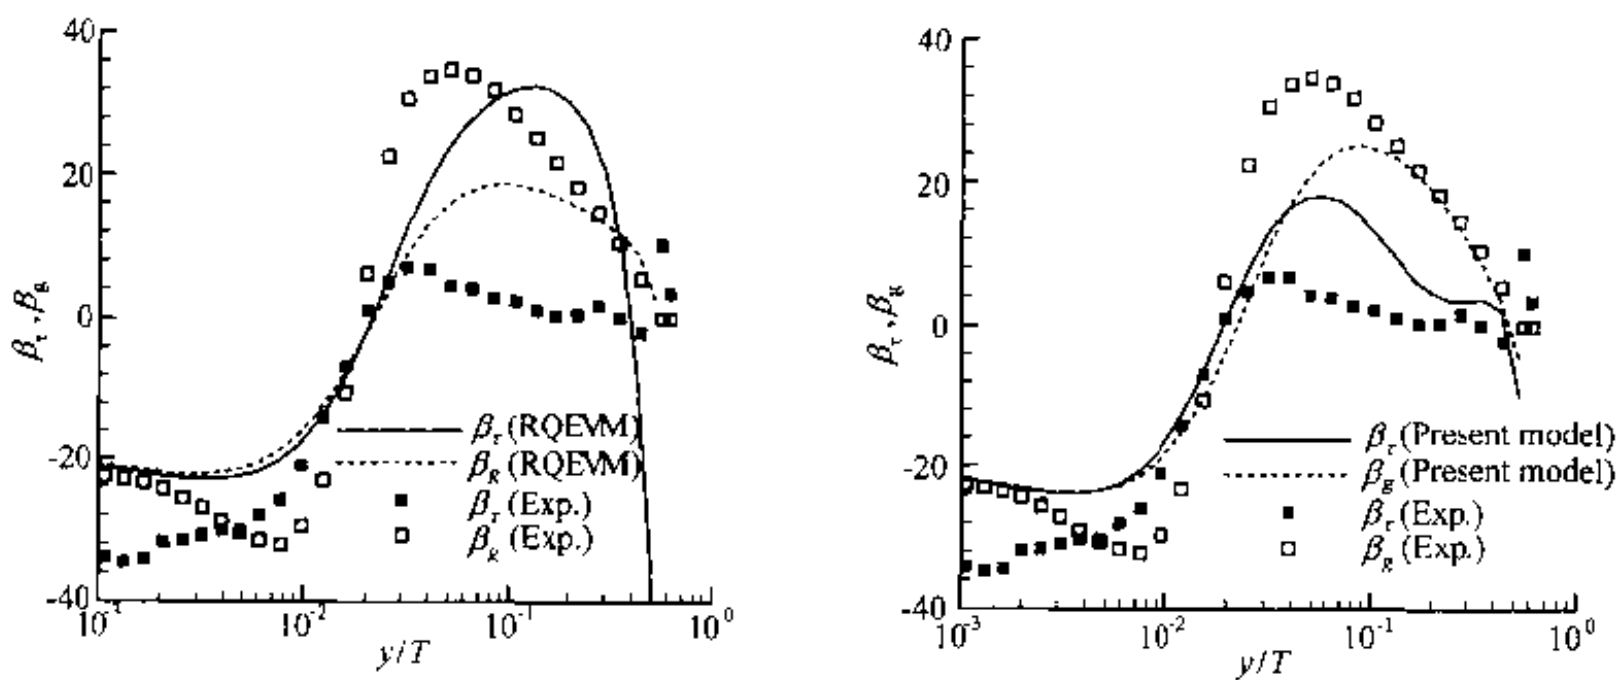 40
20
0
-20
-40
β_τ, β_g
β_τ (RQEVM)
β_g (RQEVM)
β_τ (Exp.)
β_g (Exp.)
10^-3 10^-2 10^-1 10^0
y/T
40
20
0
-20
-40
β_τ, β_g
β_τ (Present model)
β_g (Present model)
β_τ (Exp.)
β_g (Exp.)
10^-3 10^-2 10^-1 10^0
y/T